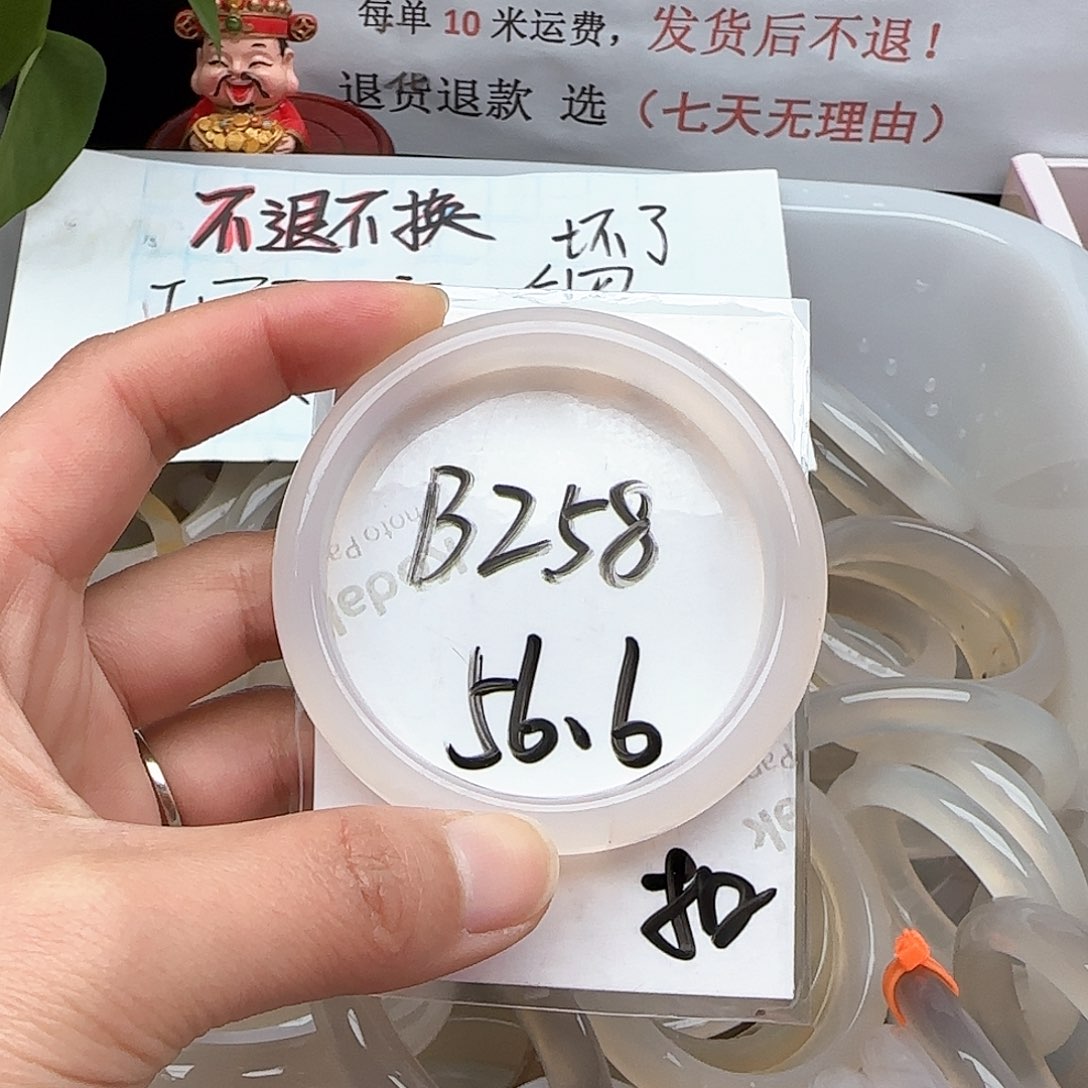 每单 10 米运费，发货后不退！
退货退款 选（七天无理由）
不退不换 坏了
B258
56.6
扣
Kodak